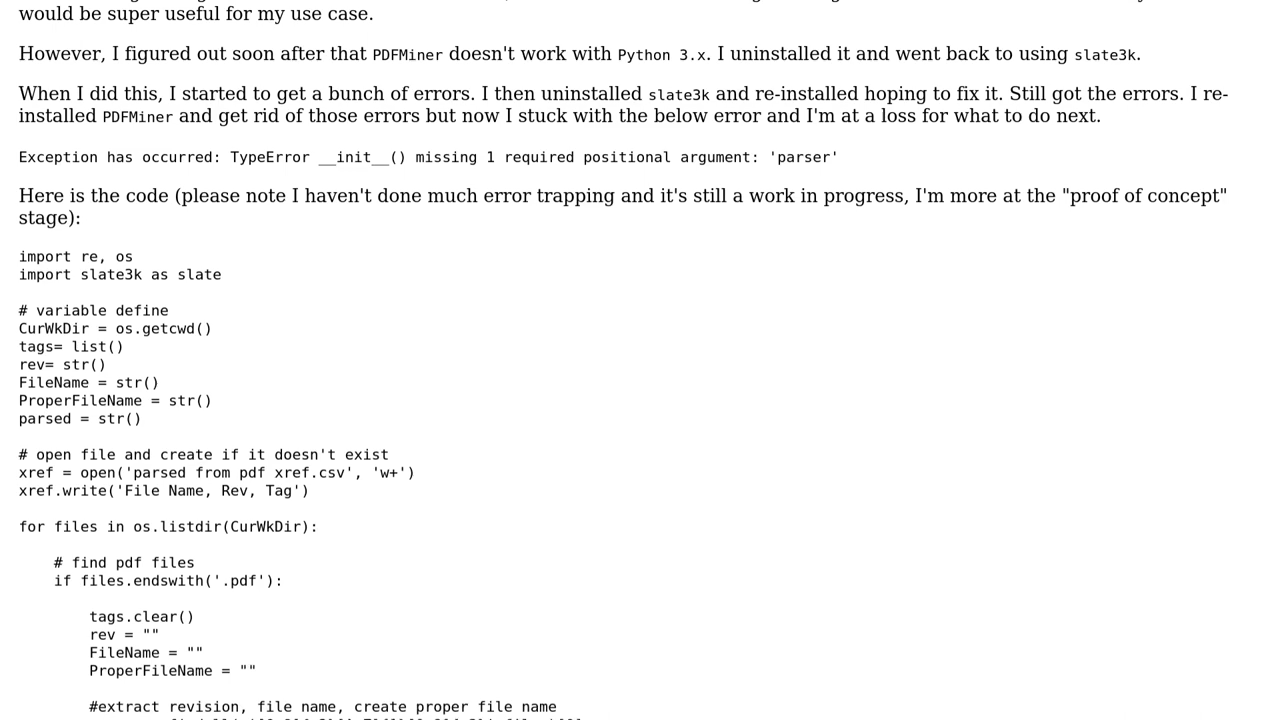 would be super useful for my use case.
However, I figured out soon after that PDFMiner doesn't work with Python 3.x. I uninstalled it and went back to using slate3k.
When I did this, I started to get a bunch of errors. I then uninstalled slate3k and re-installed hoping to fix it. Still got the errors. I re-
installed PDFMiner and get rid of those errors but now I stuck with the below error and I'm at a loss for what to do next.
Exception has occurred: TypeError __init__() missing 1 required positional argument: 'parser'
Here is the code (please note I haven't done much error trapping and it's still a work in progress, I'm more at the "proof of concept"
stage):
import re, os
import slate3k as slate
# variable define
CurWkDir = os.getcwd()
tags= list()
rev= str()
FileName = str()
ProperFileName = str()
parsed = str()
# open file and create if it doesn't exist
xref = open('parsed from pdf xref.csv', 'w+')
xref.write('File Name, Rev, Tag')
for files in os.listdir(CurWkDir):
    # find pdf files
    if files.endswith('.pdf'):
        tags.clear()
        rev = ""
        FileName = ""
        ProperFileName = ""
        #extract revision, file name, create proper file name